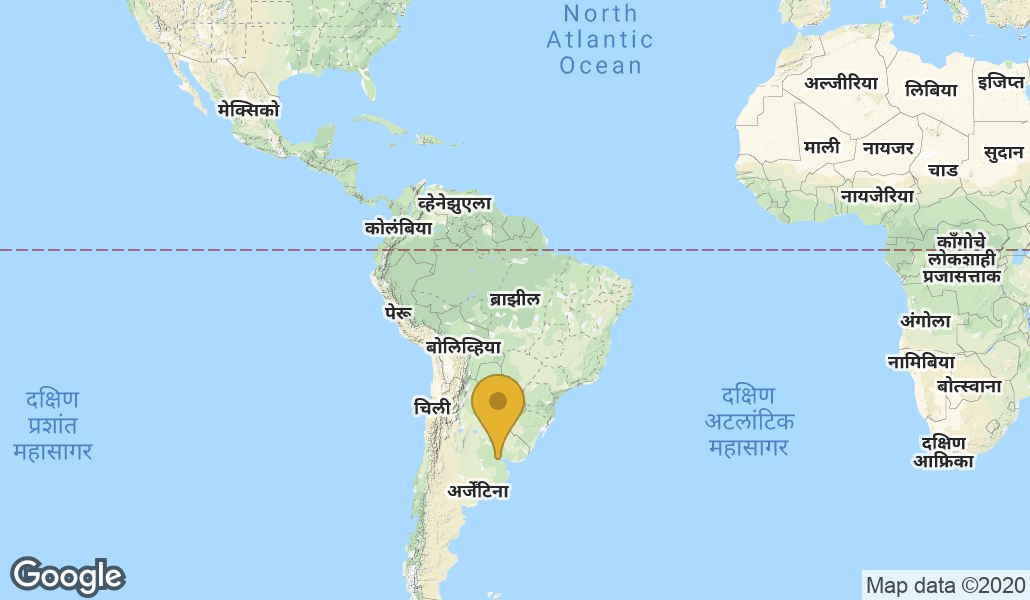 North
Atlantic
Ocean
मेक्सिको
अल्जीरिया
लिबिया
इजिप्त
माली
नायजर
चाड
सुदान
नायजेरिया
व्हेनेझुएला
कोलंबिया
काँगोचे
लोकशाही
प्रजासत्ताक
ब्राझील
पेरू
बोलिव्हिया
अंगोला
नामिबिया
बोत्स्वाना
दक्षिण
प्रशांत
महासागर
चिली
दक्षिण
अटलांटिक
महासागर
दक्षिण
आफ्रिका
अर्जेंटिना
Google
Map data ©2020